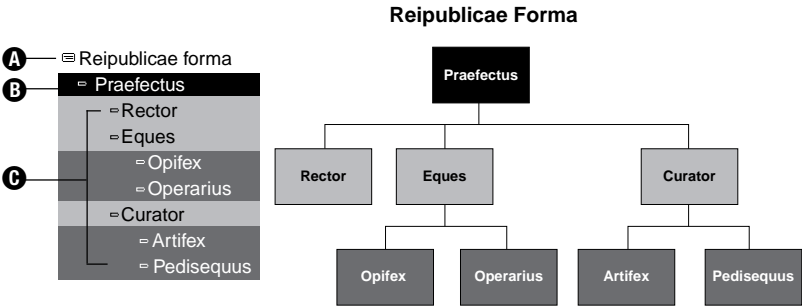 Reipublicae Forma
A
Reipublicae forma
B
Praefectus
Rector
Eques
C
Opifex
Operarius
Curator
Artifex
Pedisequus
Praefectus
Rector Eques Curator
Opifex Operarius Artifex Pedisequus